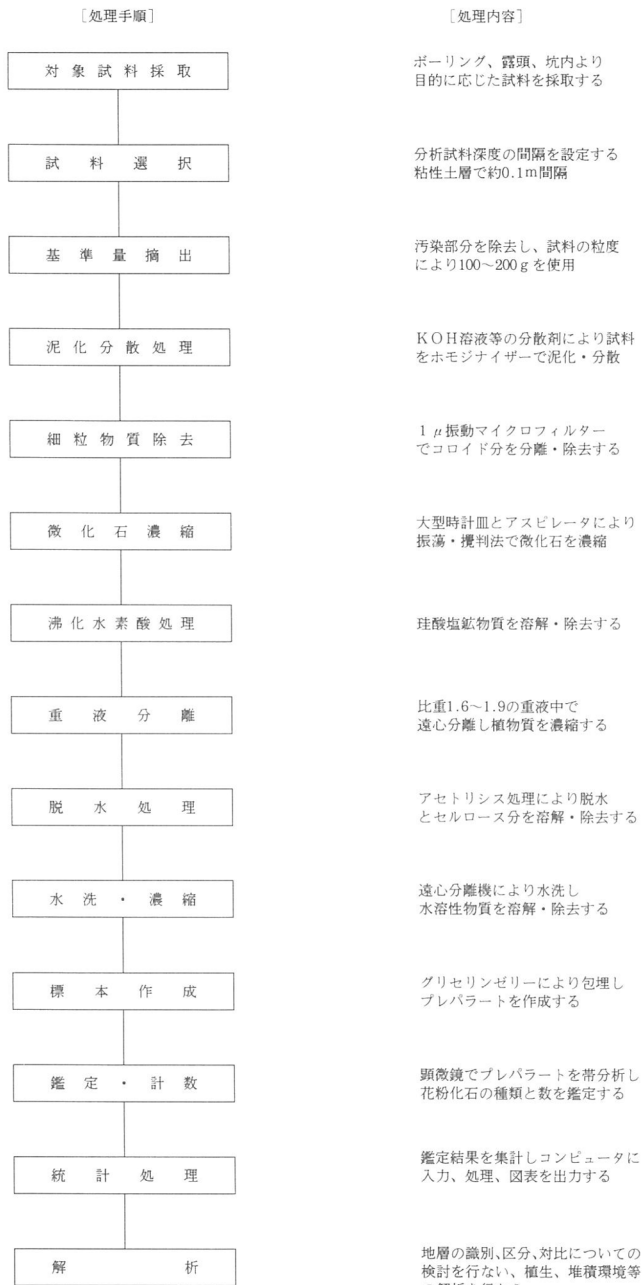 ［処理手順］
［処理内容］
対象試料採取
ボーリング、露頭、坑内より
目的に応じた試料を採取する
試料選択
分析試料深度の間隔を設定する
粘性土層で約0.1m間隔
基準量摘出
汚染部分を除去し、試料の粒度
により100～200ｇを使用
泥化分散処理
ＫＯＨ溶液等の分散剤により試料
をホモジナイザーで泥化・分散
細粒物質除去
１μ振動マイクロフィルター
でコロイド分を分離・除去する
微化石濃縮
大型時計皿とアスピレータにより
振蕩・攪判法で微化石を濃縮
沸化水素酸処理
珪酸塩鉱物質を溶解・除去する
重液分離
比重1.6～1.9の重液中で
遠心分離し植物質を濃縮する
脱水処理
アセトリシス処理により脱水
とセルロース分を溶解・除去する
水洗・濃縮
遠心分離機により水洗し
水溶性物質を溶解・除去する
標本作成
グリセリンゼリーにより包埋し
プレパラートを作成する
鑑定・計数
顕微鏡でプレパラートを帯分析し
花粉化石の種類と数を鑑定する
統計処理
鑑定結果を集計しコンピュータに
入力、処理、図表を出力する
解析
地層の識別、区分、対比についての
検討を行ない、植生、堆積環境等